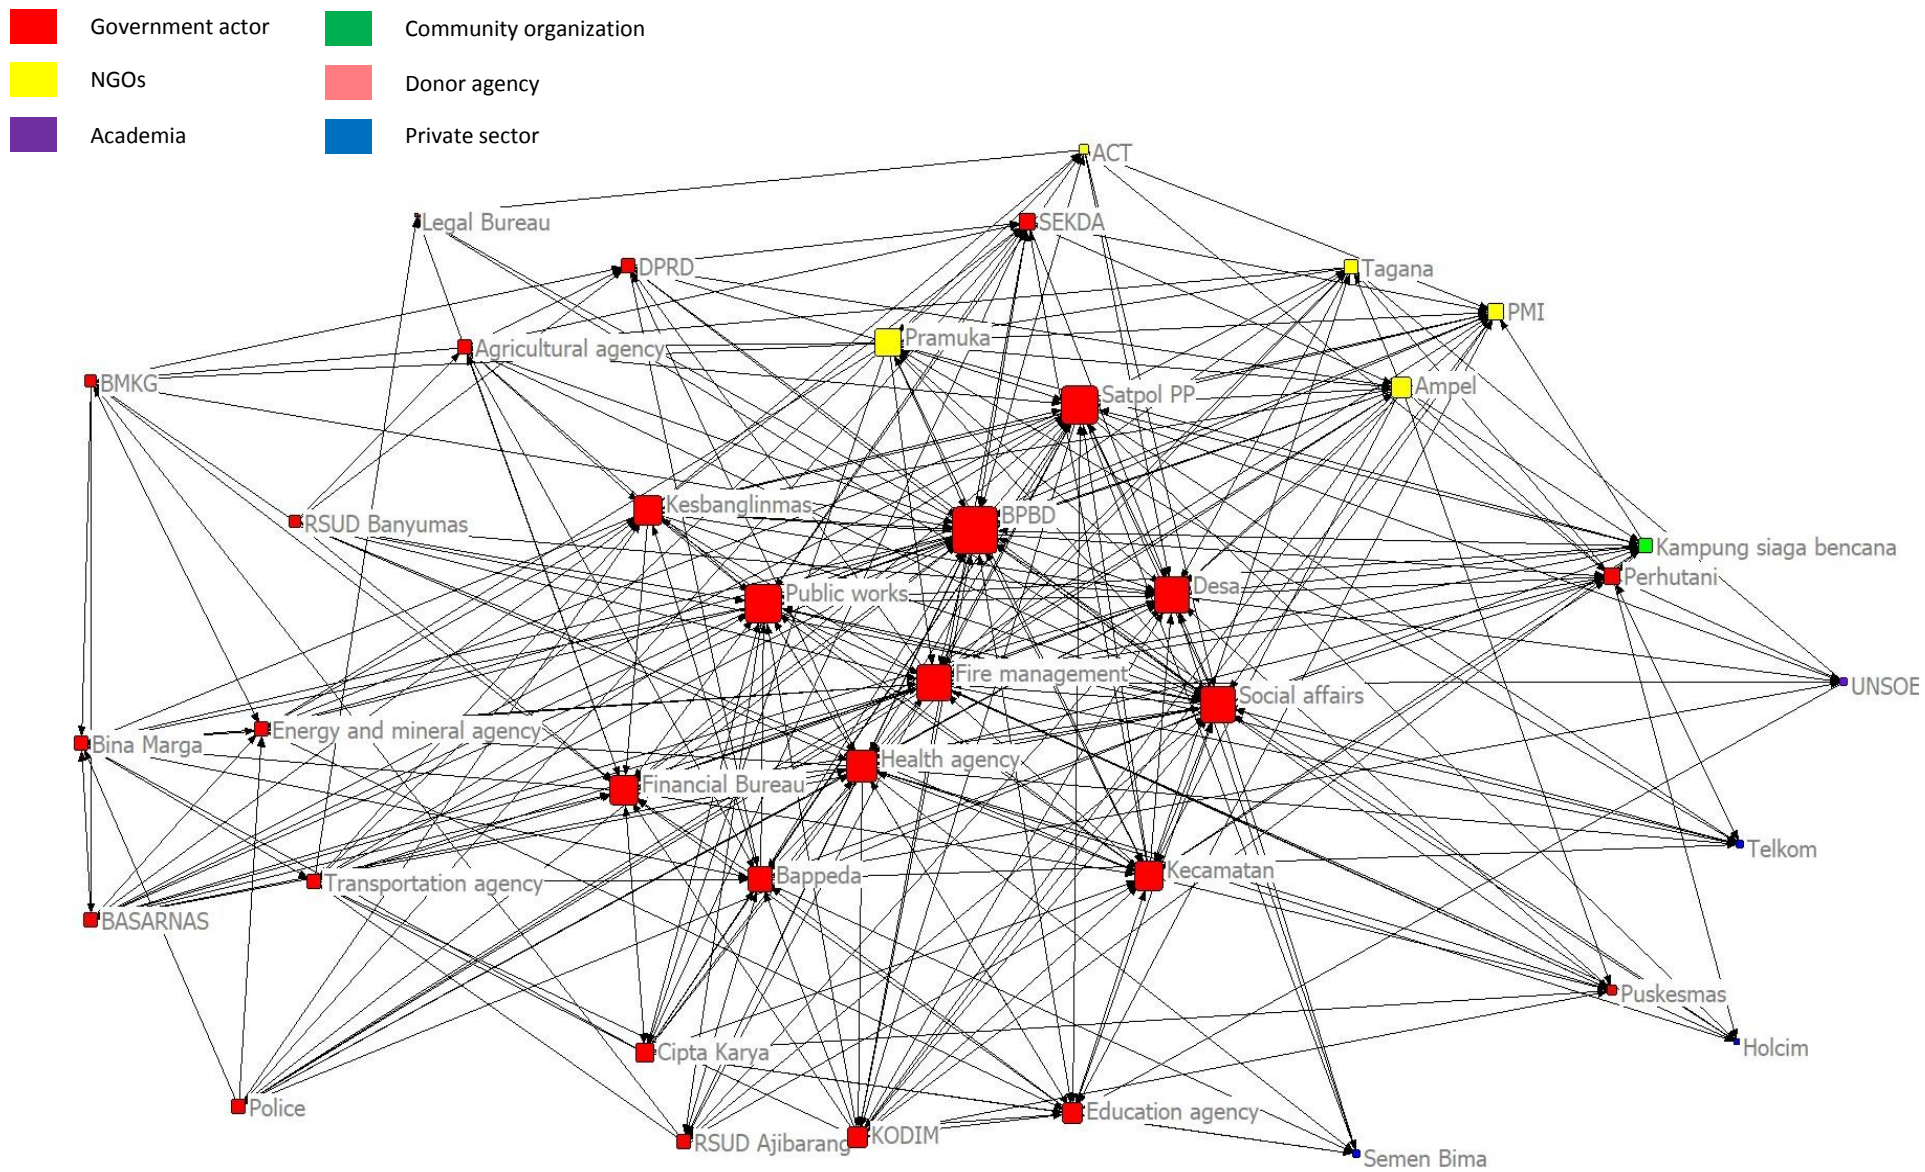 Government actor
Community organization
NGOs
Donor agency
Academia
Private sector
ACT
Legal Bureau
SEKDA
DPRD
Tagana
PMI
Pramuka
Agricultural agency
BMKG
Satpol PP
Ampel
Kesbanglinmas
BPBD
RSUD Banyumas
Kampung siaga bencana
Perhutani
Public works
Desa
Fire management
Social affairs
UNSOE
Energy and mineral agency
Bina Marga
Health agency
Financial Bureau
Telkom
Transportation agency
Bappeda
Kecamatan
BASARNAS
Puskesmas
Cipta Karya
Holcim
Police
RSUD Ajibarang
KODIM
Education agency
Semen Bima